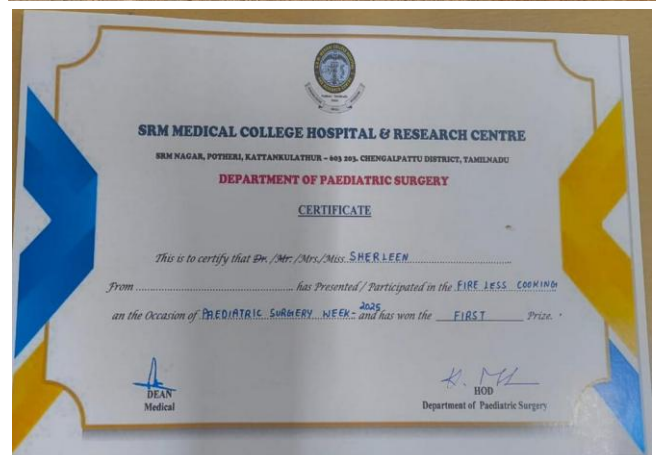 SRM MEDICAL COLLEGE HOSPITAL & RESEARCH CENTRE
SRM NAGAR, POTHERI, KATTANKULATHUR – 603 203. CHENGALPATTU DISTRICT, TAMILNADU
DEPARTMENT OF PAEDIATRIC SURGERY
CERTIFICATE
This is to certify that Dr. /Mr. /Mrs./Miss. SHERLEEN
From ........................................ has Presented / Participated in the FIRE LESS COOKING
an the Occasion of PAEDIATRIC SURGERY WEEK - 2025 and has won the FIRST Prize.
DEAN
Medical
HOD
Department of Paediatric Surgery